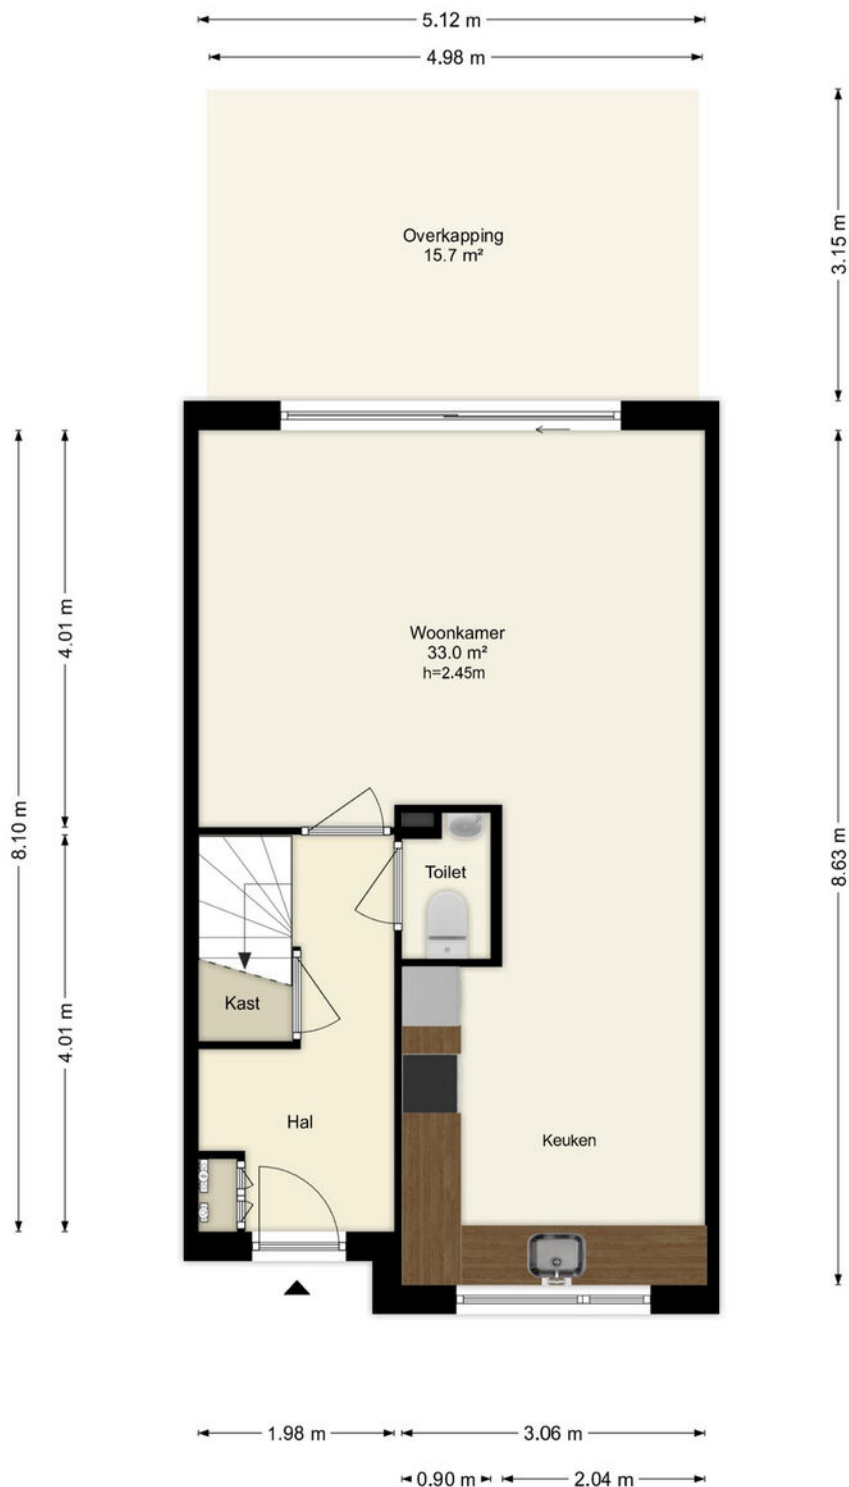 5.12 m
4.98 m
Overkapping
15.7 m²
3.15 m
Woonkamer
33.0 m²
h=2.45m
4.01 m
8.10 m
8.63 m
Toilet
Kast
4.01 m
Hal
Keuken
1.98 m
3.06 m
0.90 m
2.04 m